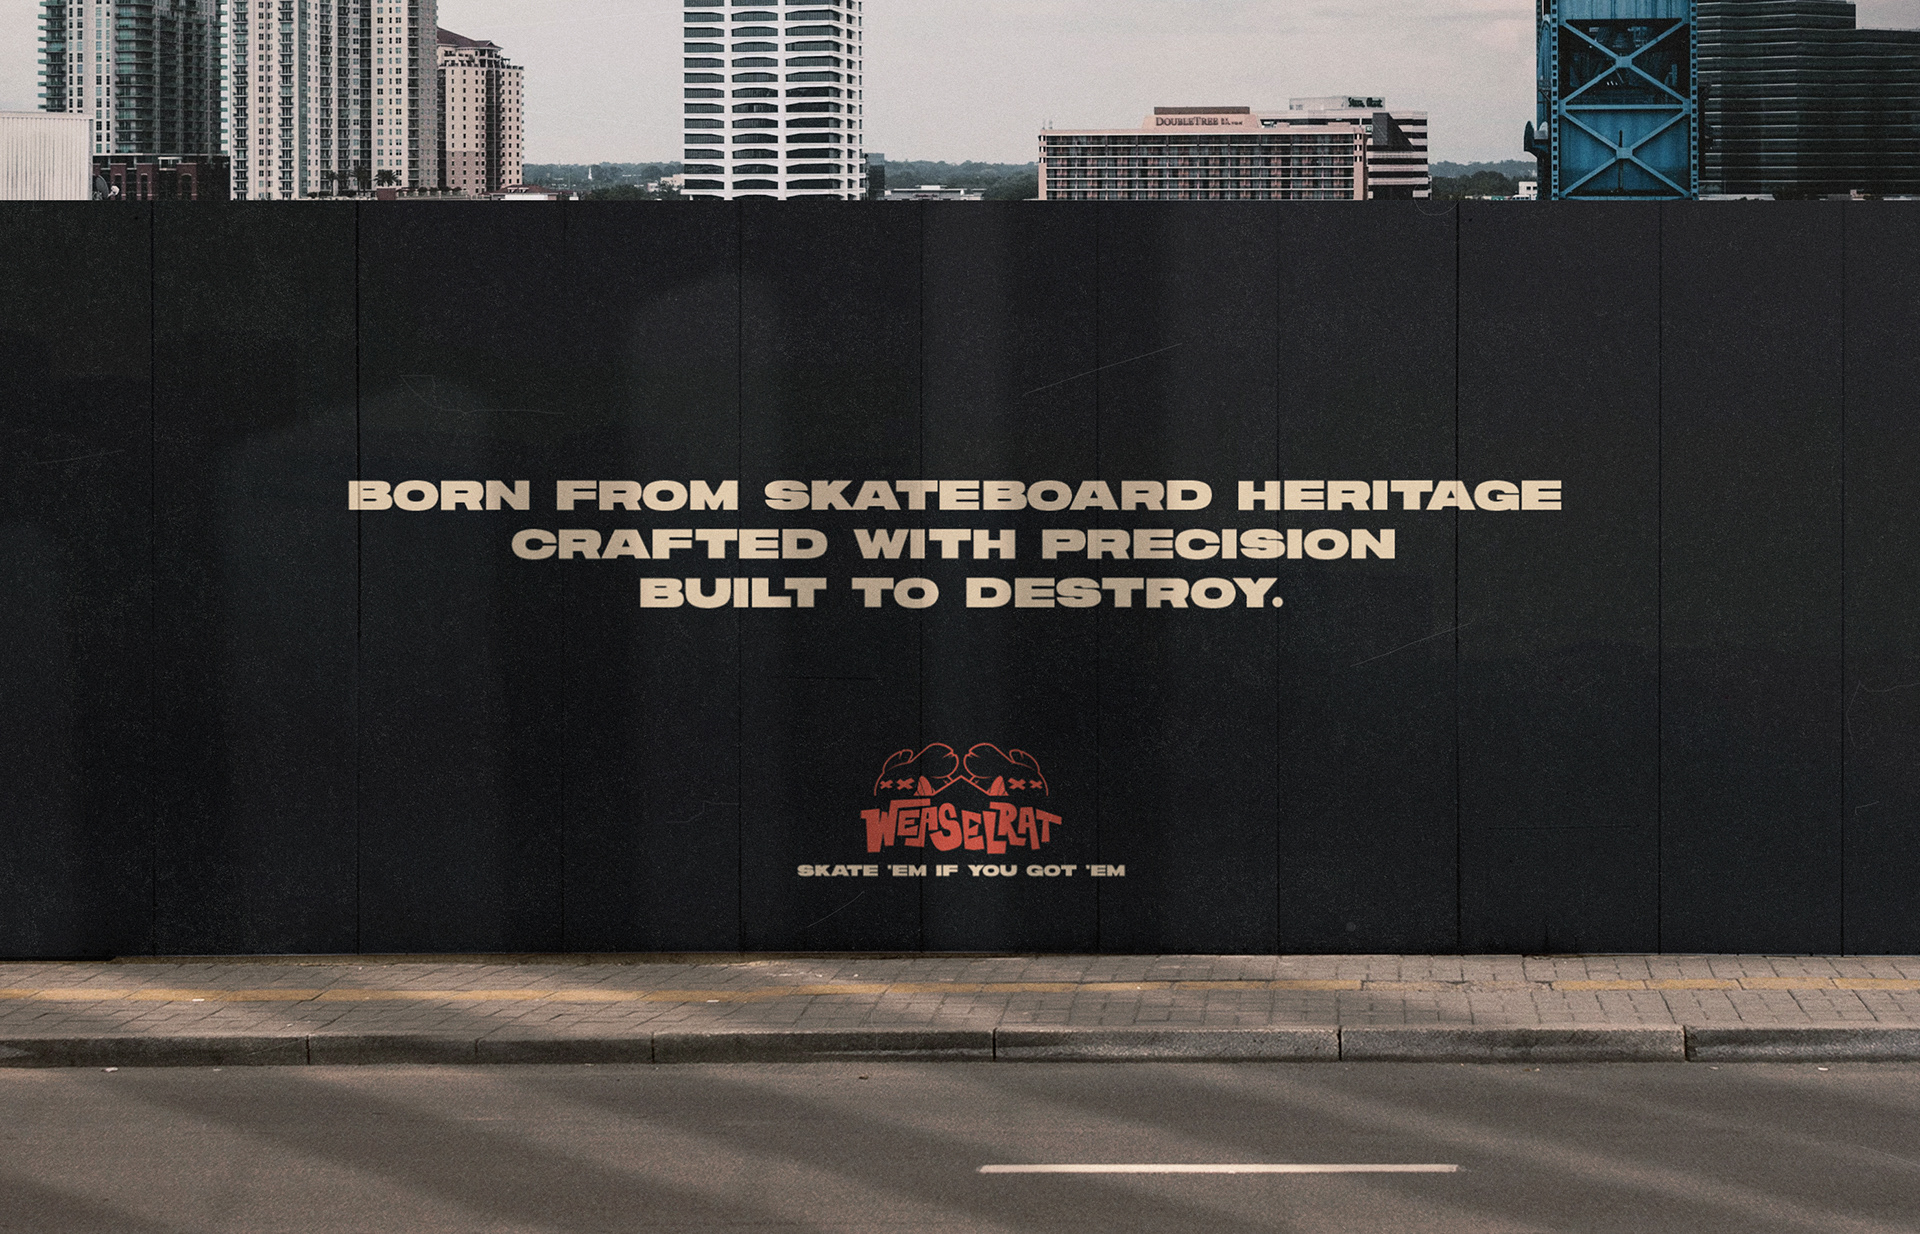 DOUBLETREE
BORN FROM SKATEBOARD HERITAGE
CRAFTED WITH PRECISION
BUILT TO DESTROY.
WEASELRAT
SKATE 'EM IF YOU GOT 'EM